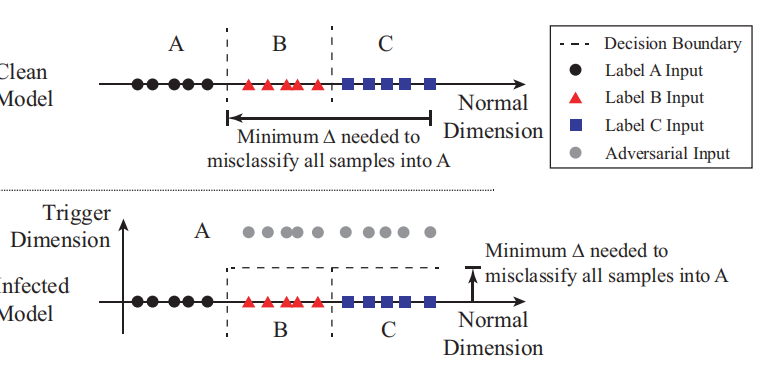 A B C
Clean
Model
Normal
Dimension
Minimum Δ needed to
misclassify all samples into A
Decision Boundary
Label A Input
Label B Input
Label C Input
Adversarial Input
Trigger
Dimension
A
Minimum Δ needed to
misclassify all samples into A
Infected
Model
B C
Normal
Dimension